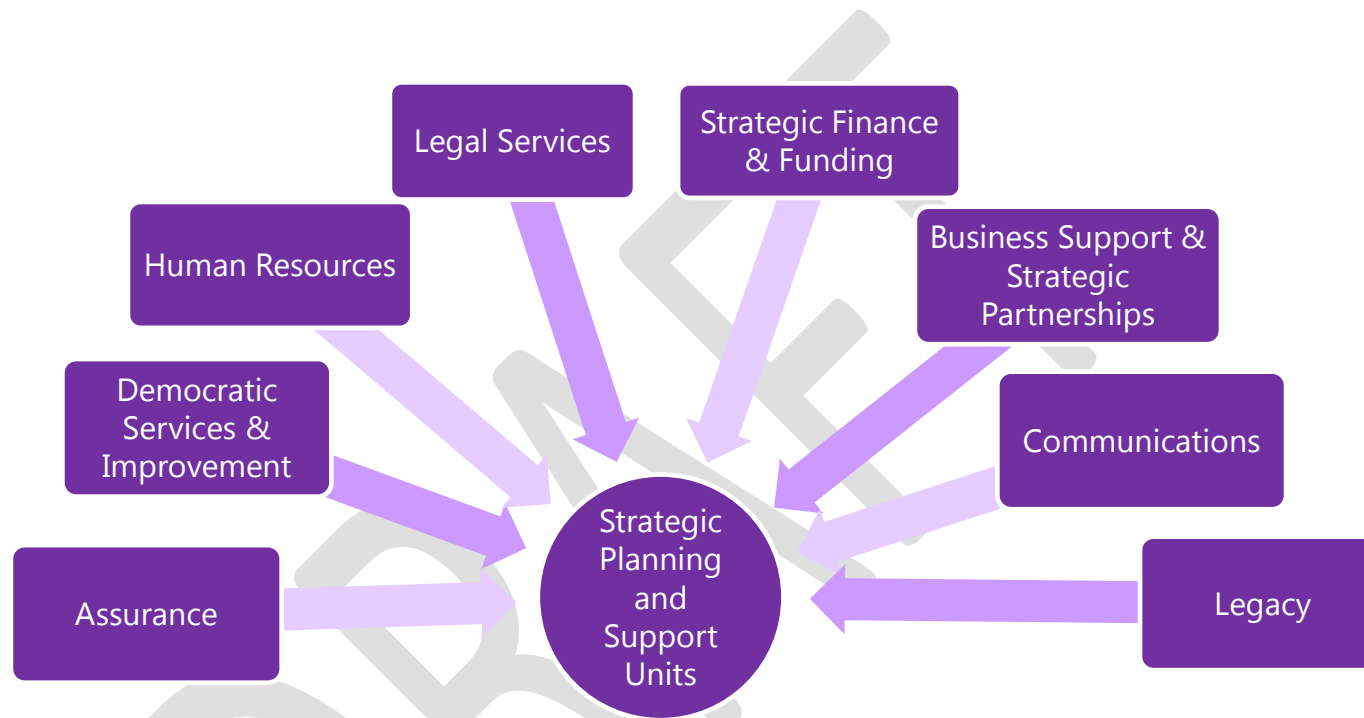 Legal Services
Strategic Finance
& Funding
Human Resources
Business Support &
Strategic
Partnerships
Democratic
Services &
Improvement
Communications
Assurance
Strategic
Planning
and
Support
Units
Legacy